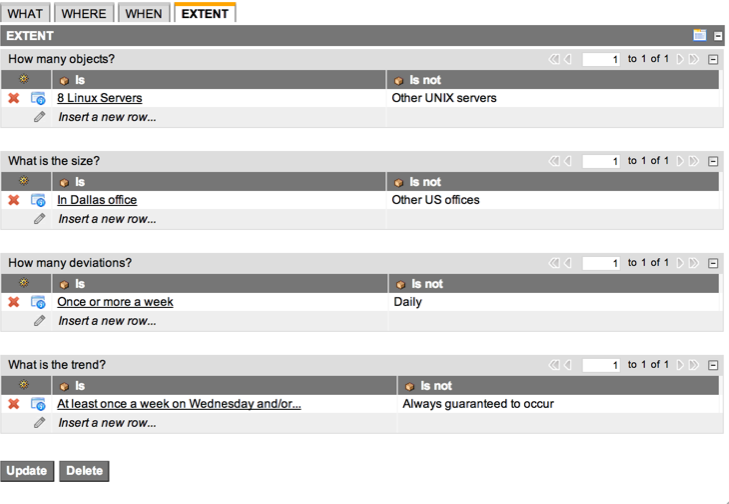 WHAT WHERE WHEN EXTENT
EXTENT
How many objects? 1 to 1 of 1
Is Is not
8 Linux Servers Other UNIX servers
Insert a new row...
What is the size? 1 to 1 of 1
Is Is not
In Dallas office Other US offices
Insert a new row...
How many deviations? 1 to 1 of 1
Is Is not
Once or more a week Daily
Insert a new row...
What is the trend? 1 to 1 of 1
Is Is not
At least once a week on Wednesday and/or... Always guaranteed to occur
Insert a new row...
Update Delete